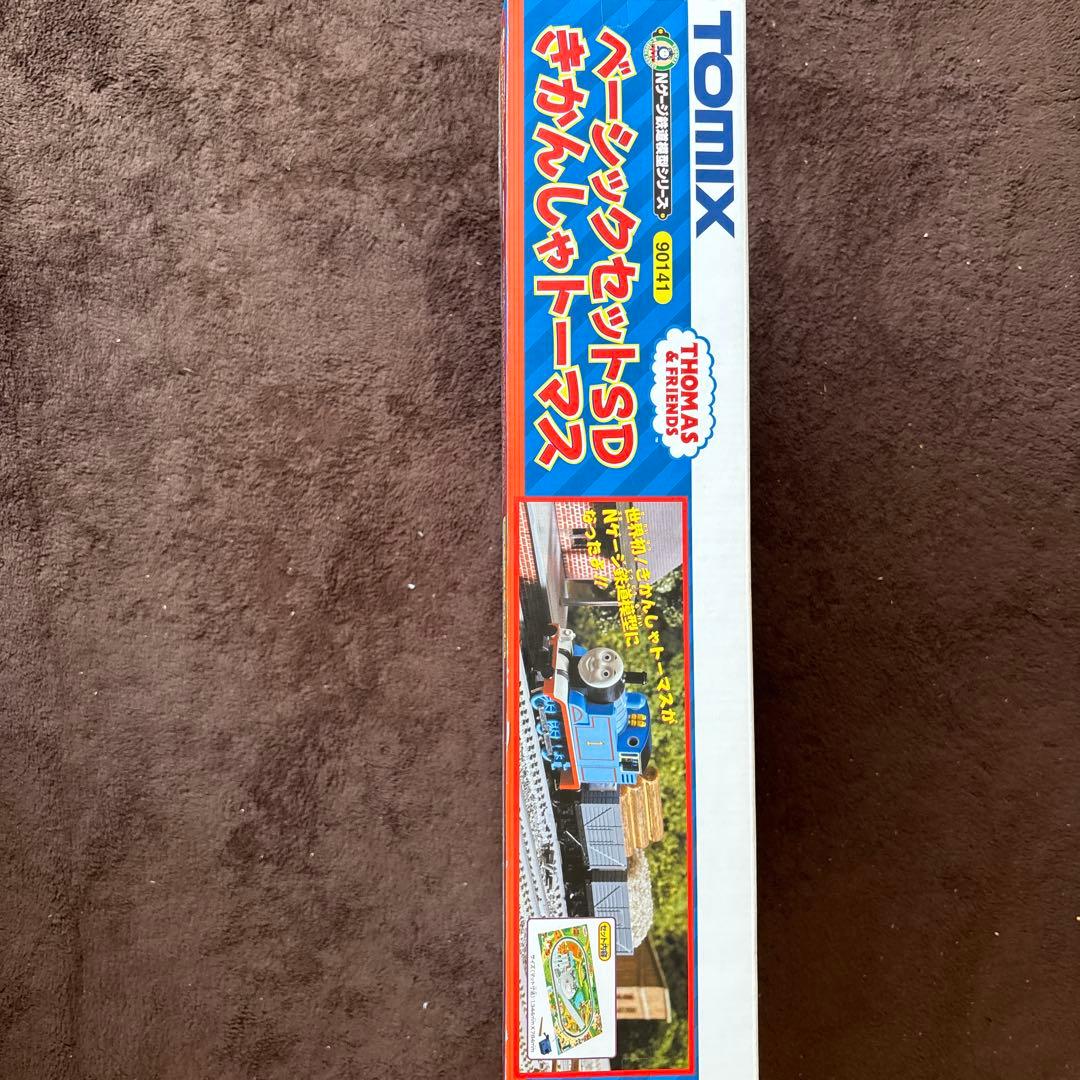 TOMIX
Nゲージ鉄道模型シリーズ
90141
ベーシックセットSD
きかんしゃトーマス
THOMAS
& FRIENDS
世界初！きかんしゃトーマスが
Nゲージ鉄道模型に
なったよ！！
1
セット内容